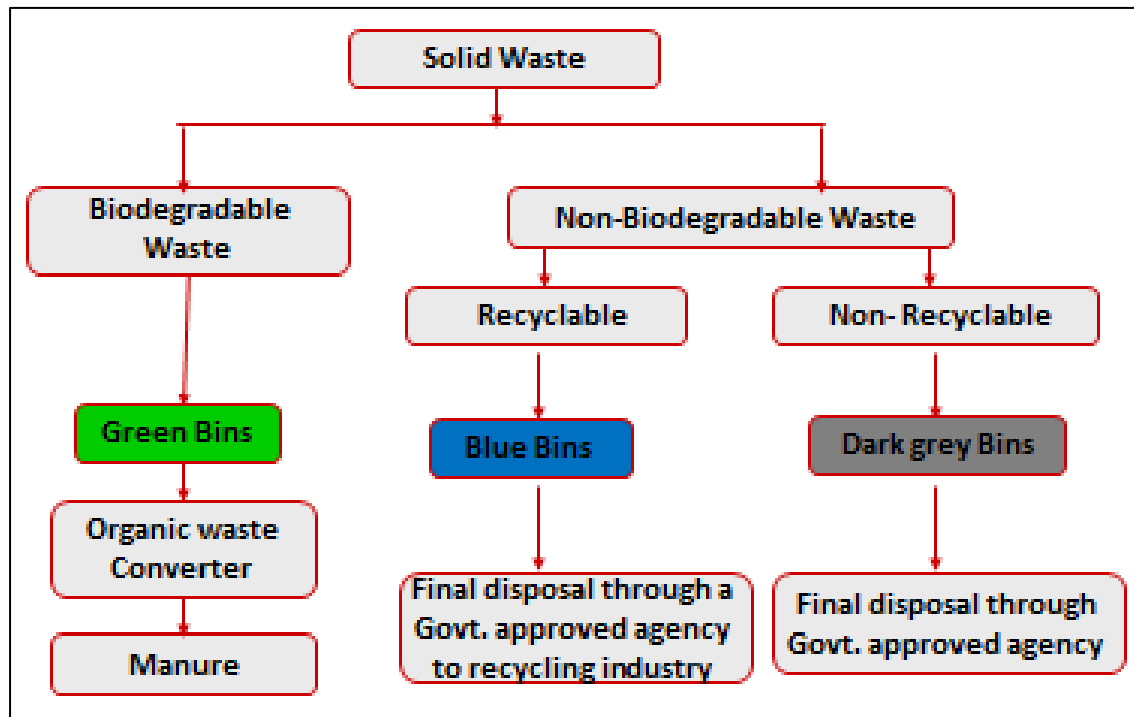 Solid Waste
Biodegradable
Waste
Non-Biodegradable Waste
Recyclable
Non- Recyclable
Green Bins
Blue Bins
Dark grey Bins
Organic waste
Converter
Final disposal through a
Govt. approved agency
to recycling industry
Final disposal through
Govt. approved agency
Manure